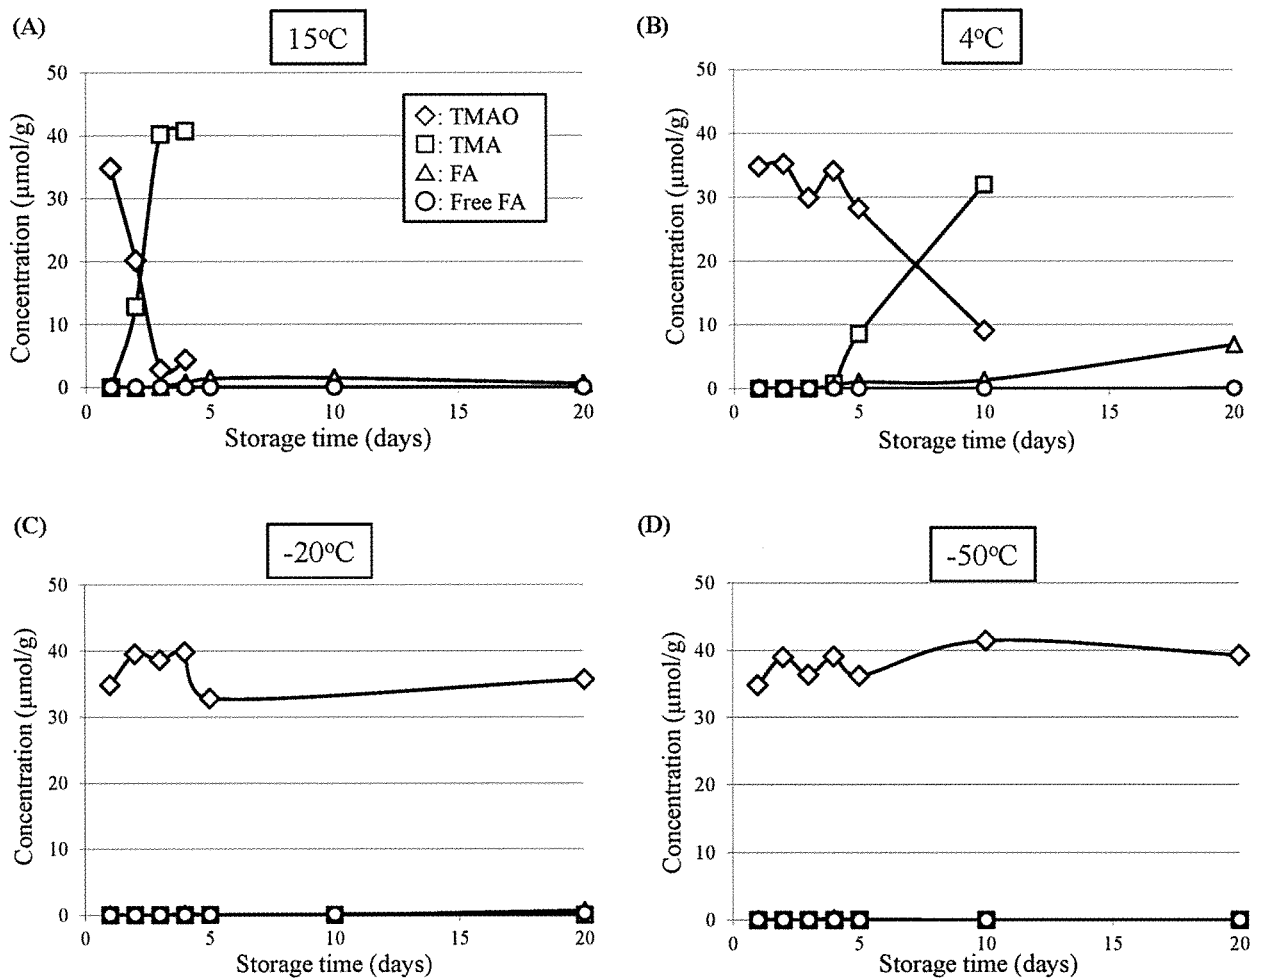 (A)
15°C
50
40
30
20
10
0
0 5 10 15 20
Concentration (µmol/g)
Storage time (days)
◇: TMAO
□: TMA
△: FA
○: Free FA
(B)
4°C
50
40
30
20
10
0
0 5 10 15 20
Concentration (µmol/g)
Storage time (days)
(C)
-20°C
50
40
30
20
10
0
0 5 10 15 20
Concentration (µmol/g)
Storage time (days)
(D)
-50°C
50
40
30
20
10
0
0 5 10 15 20
Concentration (µmol/g)
Storage time (days)